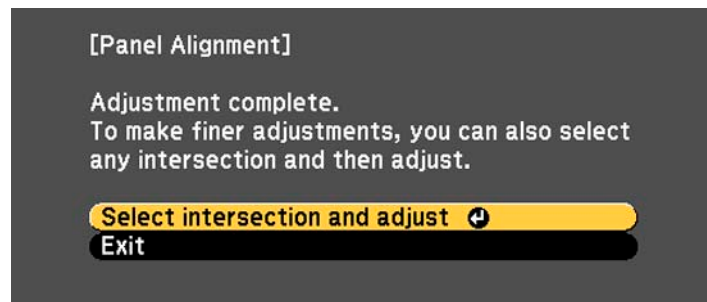 [Panel Alignment]
Adjustment complete.
To make finer adjustments, you can also select
any intersection and then adjust.
Select intersection and adjust
Exit